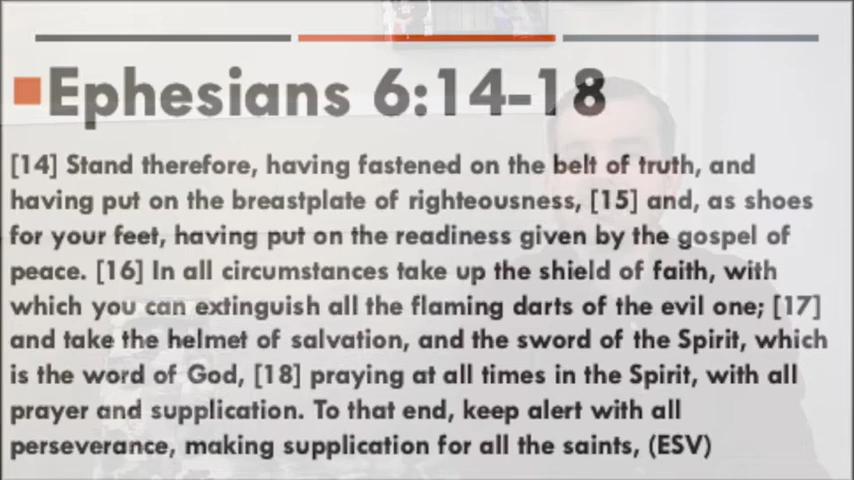 Ephesians 6:14-18
[14] Stand therefore, having fastened on the belt of truth, and
having put on the breastplate of righteousness, [15] and, as shoes
for your feet, having put on the readiness given by the gospel of
peace. [16] In all circumstances take up the shield of faith, with
which you can extinguish all the flaming darts of the evil one; [17]
and take the helmet of salvation, and the sword of the Spirit, which
is the word of God, [18] praying at all times in the Spirit, with all
prayer and supplication. To that end, keep alert with all
perseverance, making supplication for all the saints, (ESV)